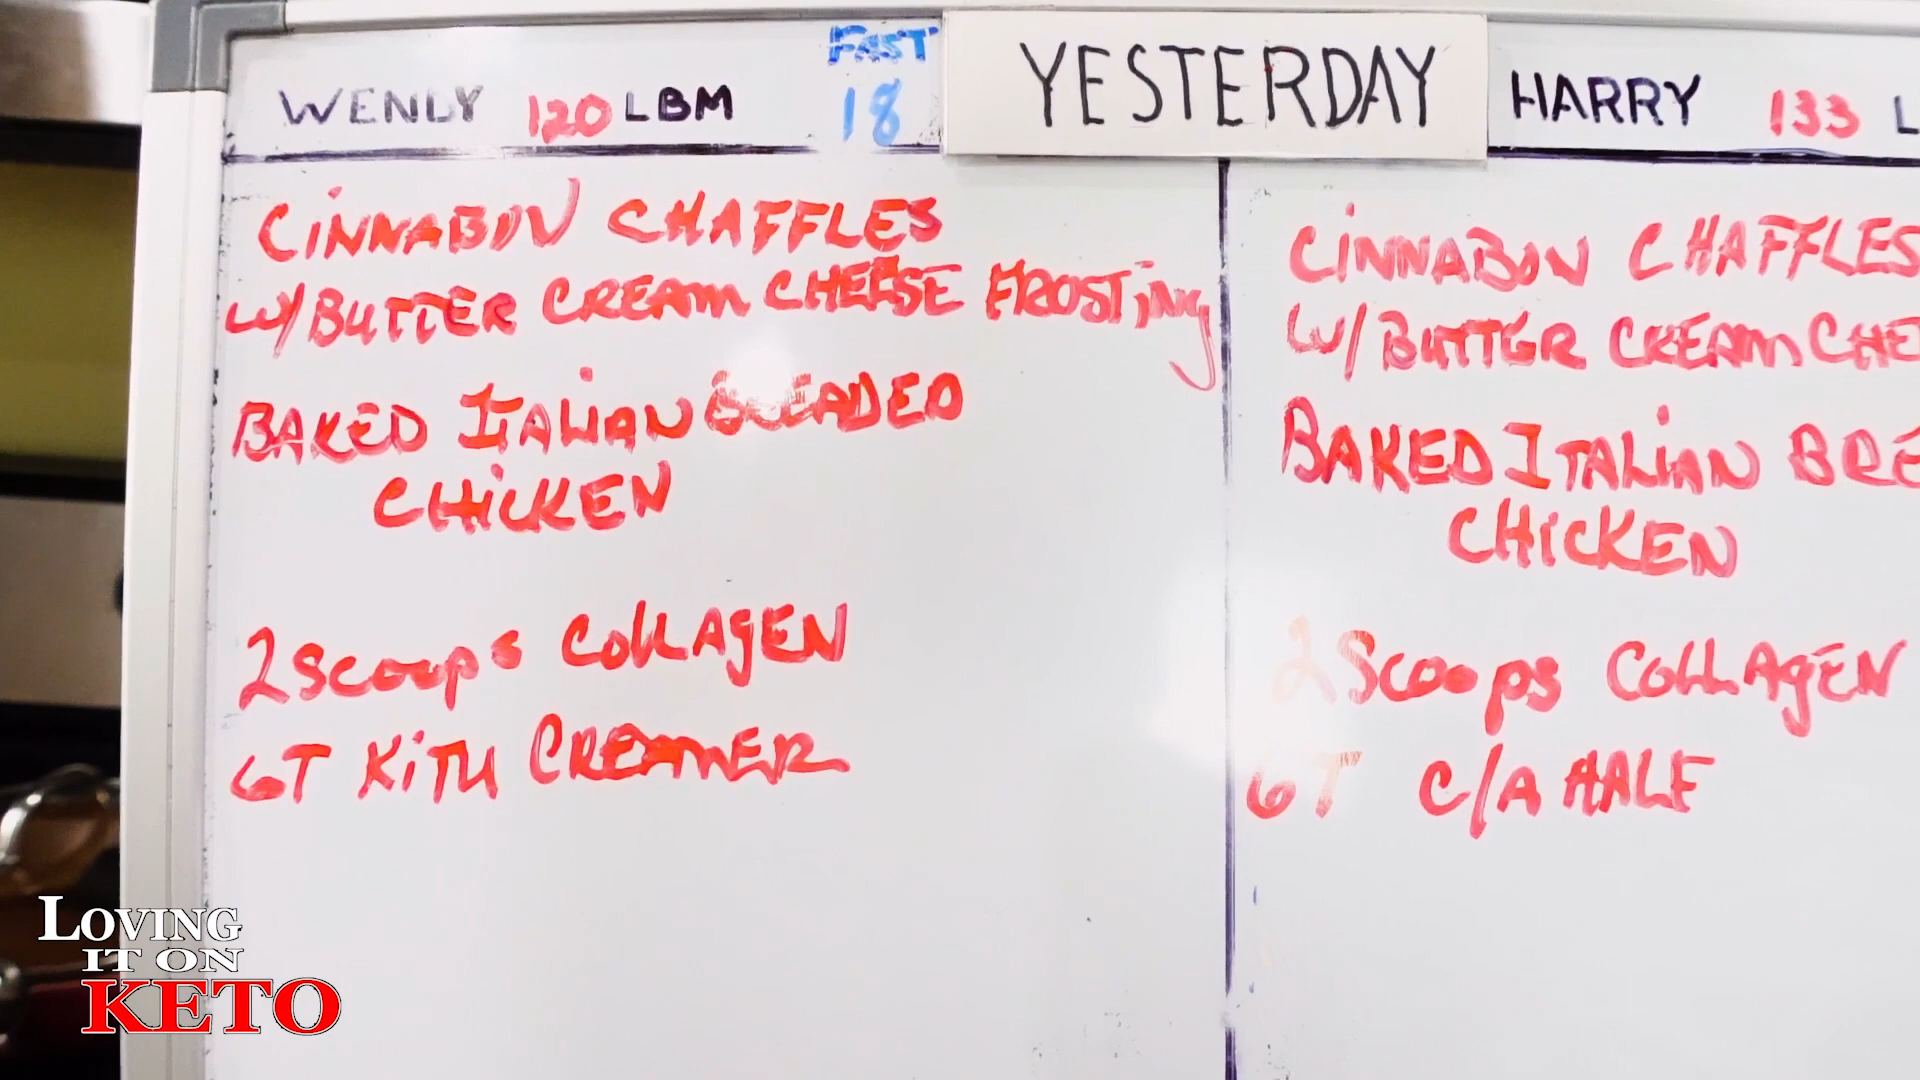 FAST
WENDY 120 LBM 18
YESTERDAY
HARRY 133 L
CINNABON CHAFFLES
W/BUTTER CREAM CHEESE FROSTING
BAKED ITALIAN BREADED
CHICKEN
2 Scoops COLLAGEN
6T KITU CREAMER
CINNABON CHAFFLES
W/BUTTER CREAM CHE
BAKED ITALIAN BRE
CHICKEN
2 Scoops COLLAGEN
6T C/A HALF
LOVING
IT ON
KETO